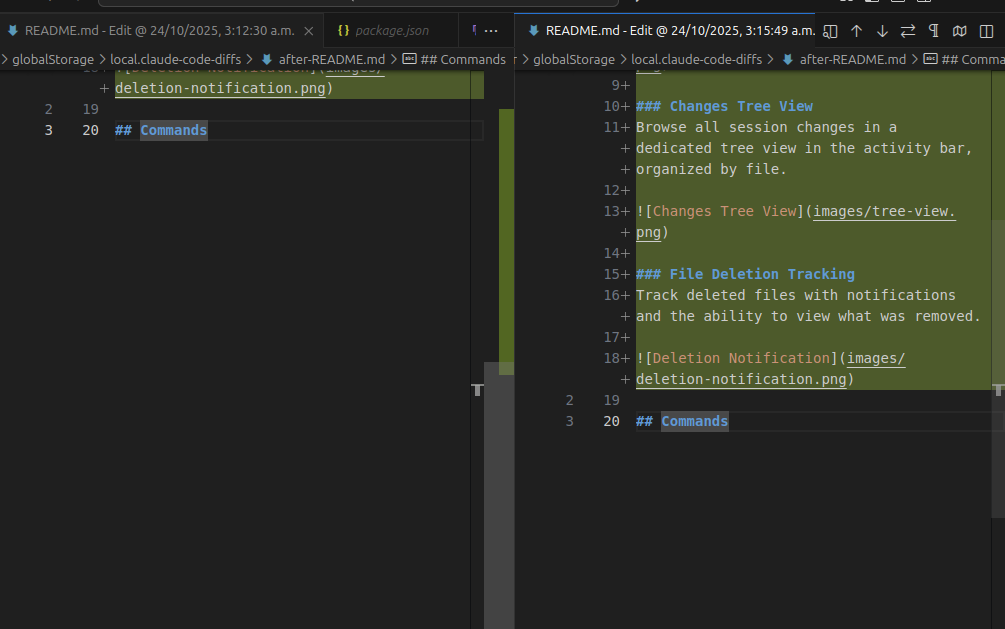 README.md - Edit @ 24/10/2025, 3:12:30 a.m.
{} package.json
README.md - Edit @ 24/10/2025, 3:15:49 a.m.
globalStorage > local.claude-code-diffs > after-README.md > ## Commands
globalStorage > local.claude-code-diffs > after-README.md > ## Comma
18+ ![Deletion Notification](images/
+ deletion-notification.png)
2 19
3 20 ## Commands
png)
9+
10+ ### Changes Tree View
11+ Browse all session changes in a
+ dedicated tree view in the activity bar,
+ organized by file.
12+
13+ ![Changes Tree View](images/tree-view.
+ png)
14+
15+ ### File Deletion Tracking
16+ Track deleted files with notifications
+ and the ability to view what was removed.
17+
18+ ![Deletion Notification](images/
+ deletion-notification.png)
2 19
3 20 ## Commands